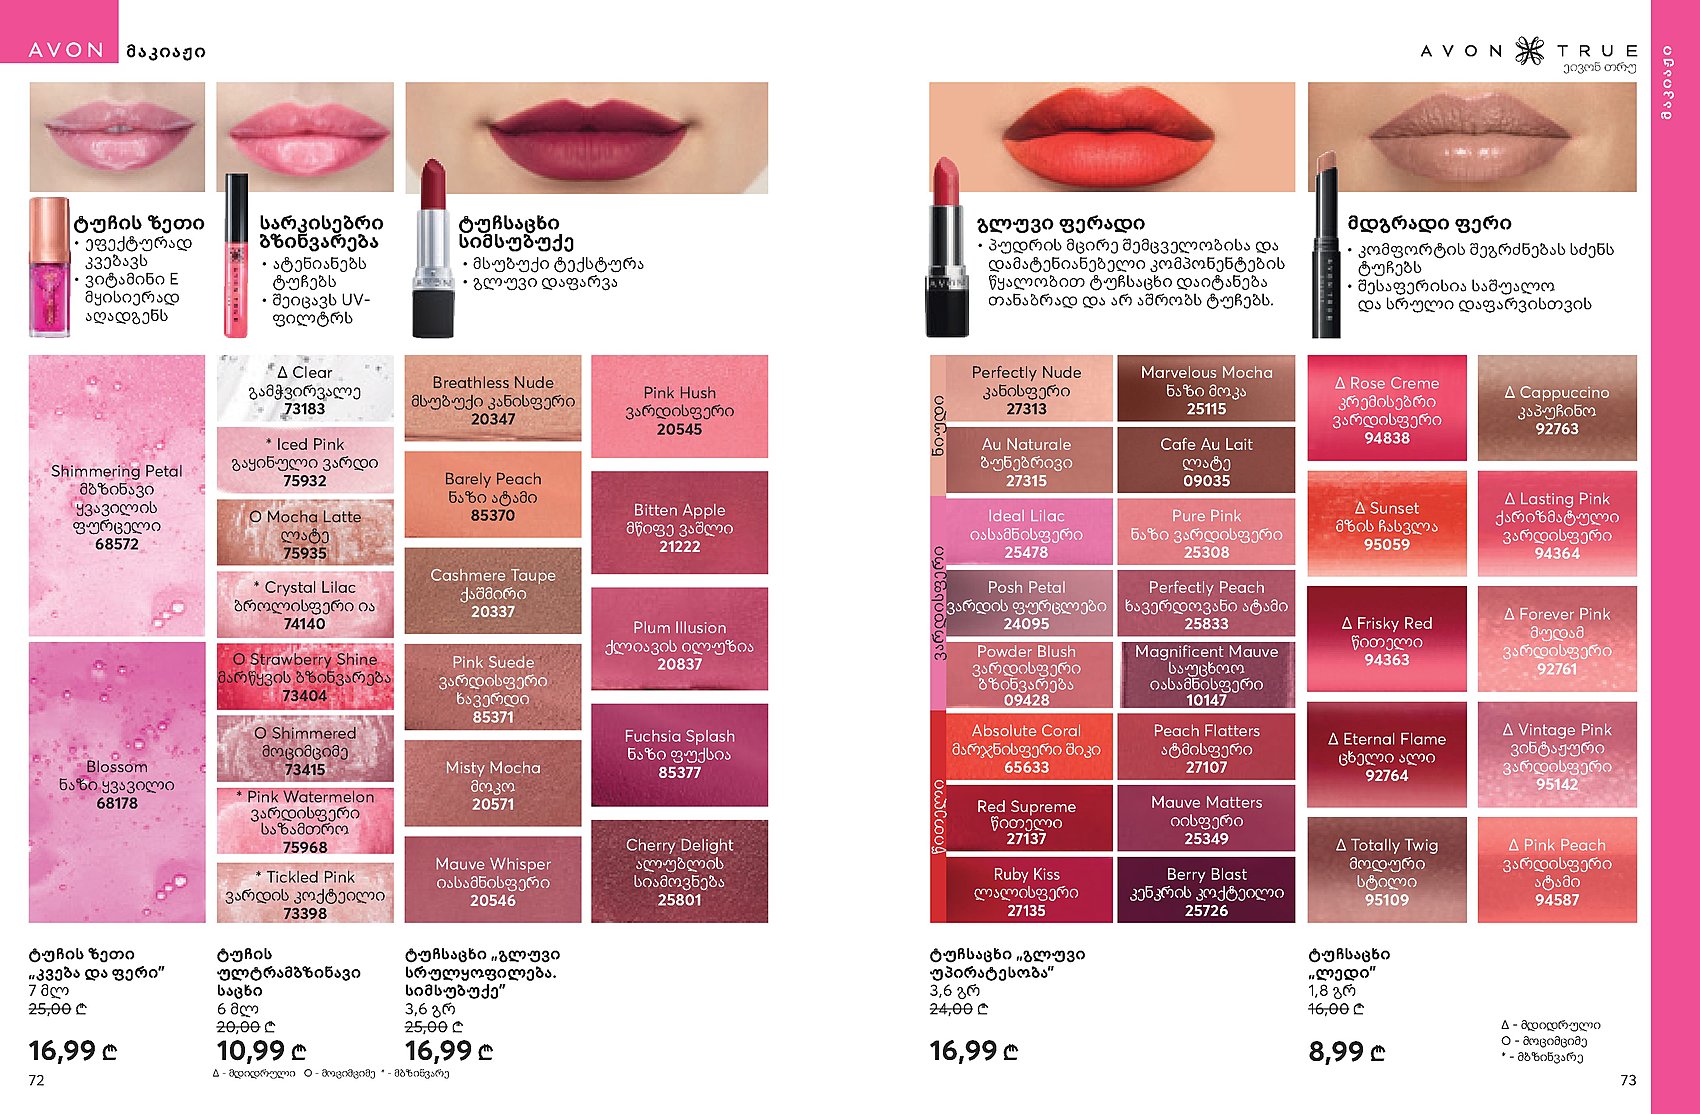 AVON მაკიაჟი
ტუჩის ზეთი
• ეფექტურად
კვებავს
• ვიტამინი E
მყისიერად
აღადგენს
სარკისებრი
ბზინვარება
• ატენიანებს
ტუჩებს
• შეიცავს UV-
ფილტრს
ტუჩსაცხი
სიმსუბუქე
• მსუბუქი ტექსტურა
• გლუვი დაფარვა
AVON
Shimmering Petal
მბზინავი
ყვავილის
ფურცელი
68572
Blossom
ნაზი ყვავილი
68178
Δ Clear
გამჭვირვალე
73183
* Iced Pink
გაყინული ვარდი
75932
O Mocha Latte
ლატე
75935
* Crystal Lilac
ბროლისფერი ია
74140
O Strawberry Shine
მარწყვის ბზინვარება
73404
O Shimmered
მოციმციმე
73415
* Pink Watermelon
ვარდისფერი
საზამთრო
75968
* Tickled Pink
ვარდის კოქტეილი
73398
Breathless Nude
მსუბუქი კანისფერი
20347
Barely Peach
ნაზი ატამი
85370
Cashmere Taupe
ქაშმირი
20337
Pink Suede
ვარდისფერი
ხავერდი
85371
Misty Mocha
მოკო
20571
Mauve Whisper
იასამნისფერი
20546
Pink Hush
ვარდისფერი
20545
Bitten Apple
მწიფე ვაშლი
21222
Plum Illusion
ქლიავის ილუზია
20837
Fuchsia Splash
ნაზი ფუქსია
85377
Cherry Delight
ალუბლის
სიამოვნება
25801
ტუჩის ზეთი
„კვება და ფერი”
7 მლ
25,00 ₾
16,99 ₾
ტუჩის
ულტრამბზინავი
საცხი
6 მლ
20,00 ₾
10,99 ₾
ტუჩსაცხი „გლუვი
სრულყოფილება.
სიმსუბუქე”
3,6 გრ
25,00 ₾
16,99 ₾
Δ - მდიდრული O - მოციმციმე * - მბზინვარე
72
AVON TRUE
ეივონ თრუ
მაკიაჟი
გლუვი ფერადი
• პუდრის მცირე შემცველობისა და
დამატენიანებელი კომპონენტების
წყალობით ტუჩსაცხი დაიტანება
თანაბრად და არ აშრობს ტუჩებს.
AVON
მდგრადი ფერი
• კომფორტის შეგრძნებას სძენს
ტუჩებს
• შესაფერისია საშუალო
და სრული დაფარვისთვის
AVON TRUE
ნიუდი
ვარდისფერი
წითელი
Perfectly Nude
კანისფერი
27313
Au Naturale
ბუნებრივი
27315
Ideal Lilac
იასამნისფერი
25478
Posh Petal
ვარდის ფურცლები
24095
Powder Blush
ვარდისფერი
ბზინვარება
09428
Absolute Coral
მარჯნისფერი შიკი
65633
Red Supreme
წითელი
27137
Ruby Kiss
ლალისფერი
27135
Marvelous Mocha
ნაზი მოკა
25115
Cafe Au Lait
ლატე
09035
Pure Pink
ნაზი ვარდისფერი
25308
Perfectly Peach
ხავერდოვანი ატამი
25833
Magnificent Mauve
საუცხოო
იასამნისფერი
10147
Peach Flatters
ატმისფერი
27107
Mauve Matters
იისფერი
25349
Berry Blast
კენკრის კოქტეილი
25726
Δ Rose Creme
კრემისებრი
ვარდისფერი
94838
Δ Sunset
მზის ჩასვლა
95059
Δ Frisky Red
წითელი
94363
Δ Eternal Flame
ცხელი ალი
92764
Δ Totally Twig
მოდური
სტილი
95109
Δ Cappuccino
კაპუჩინო
92763
Δ Lasting Pink
ქარიზმატული
ვარდისფერი
94364
Δ Forever Pink
მუდამ
ვარდისფერი
92761
Δ Vintage Pink
ვინტაჟური
ვარდისფერი
95142
Δ Pink Peach
ვარდისფერი
ატამი
94587
ტუჩსაცხი „გლუვი
უპირატესობა”
3,6 გრ
24,00 ₾
16,99 ₾
ტუჩსაცხი
„ლედი”
1,8 გრ
16,00 ₾
8,99 ₾
Δ - მდიდრული
O - მოციმციმე
* - მბზინვარე
73